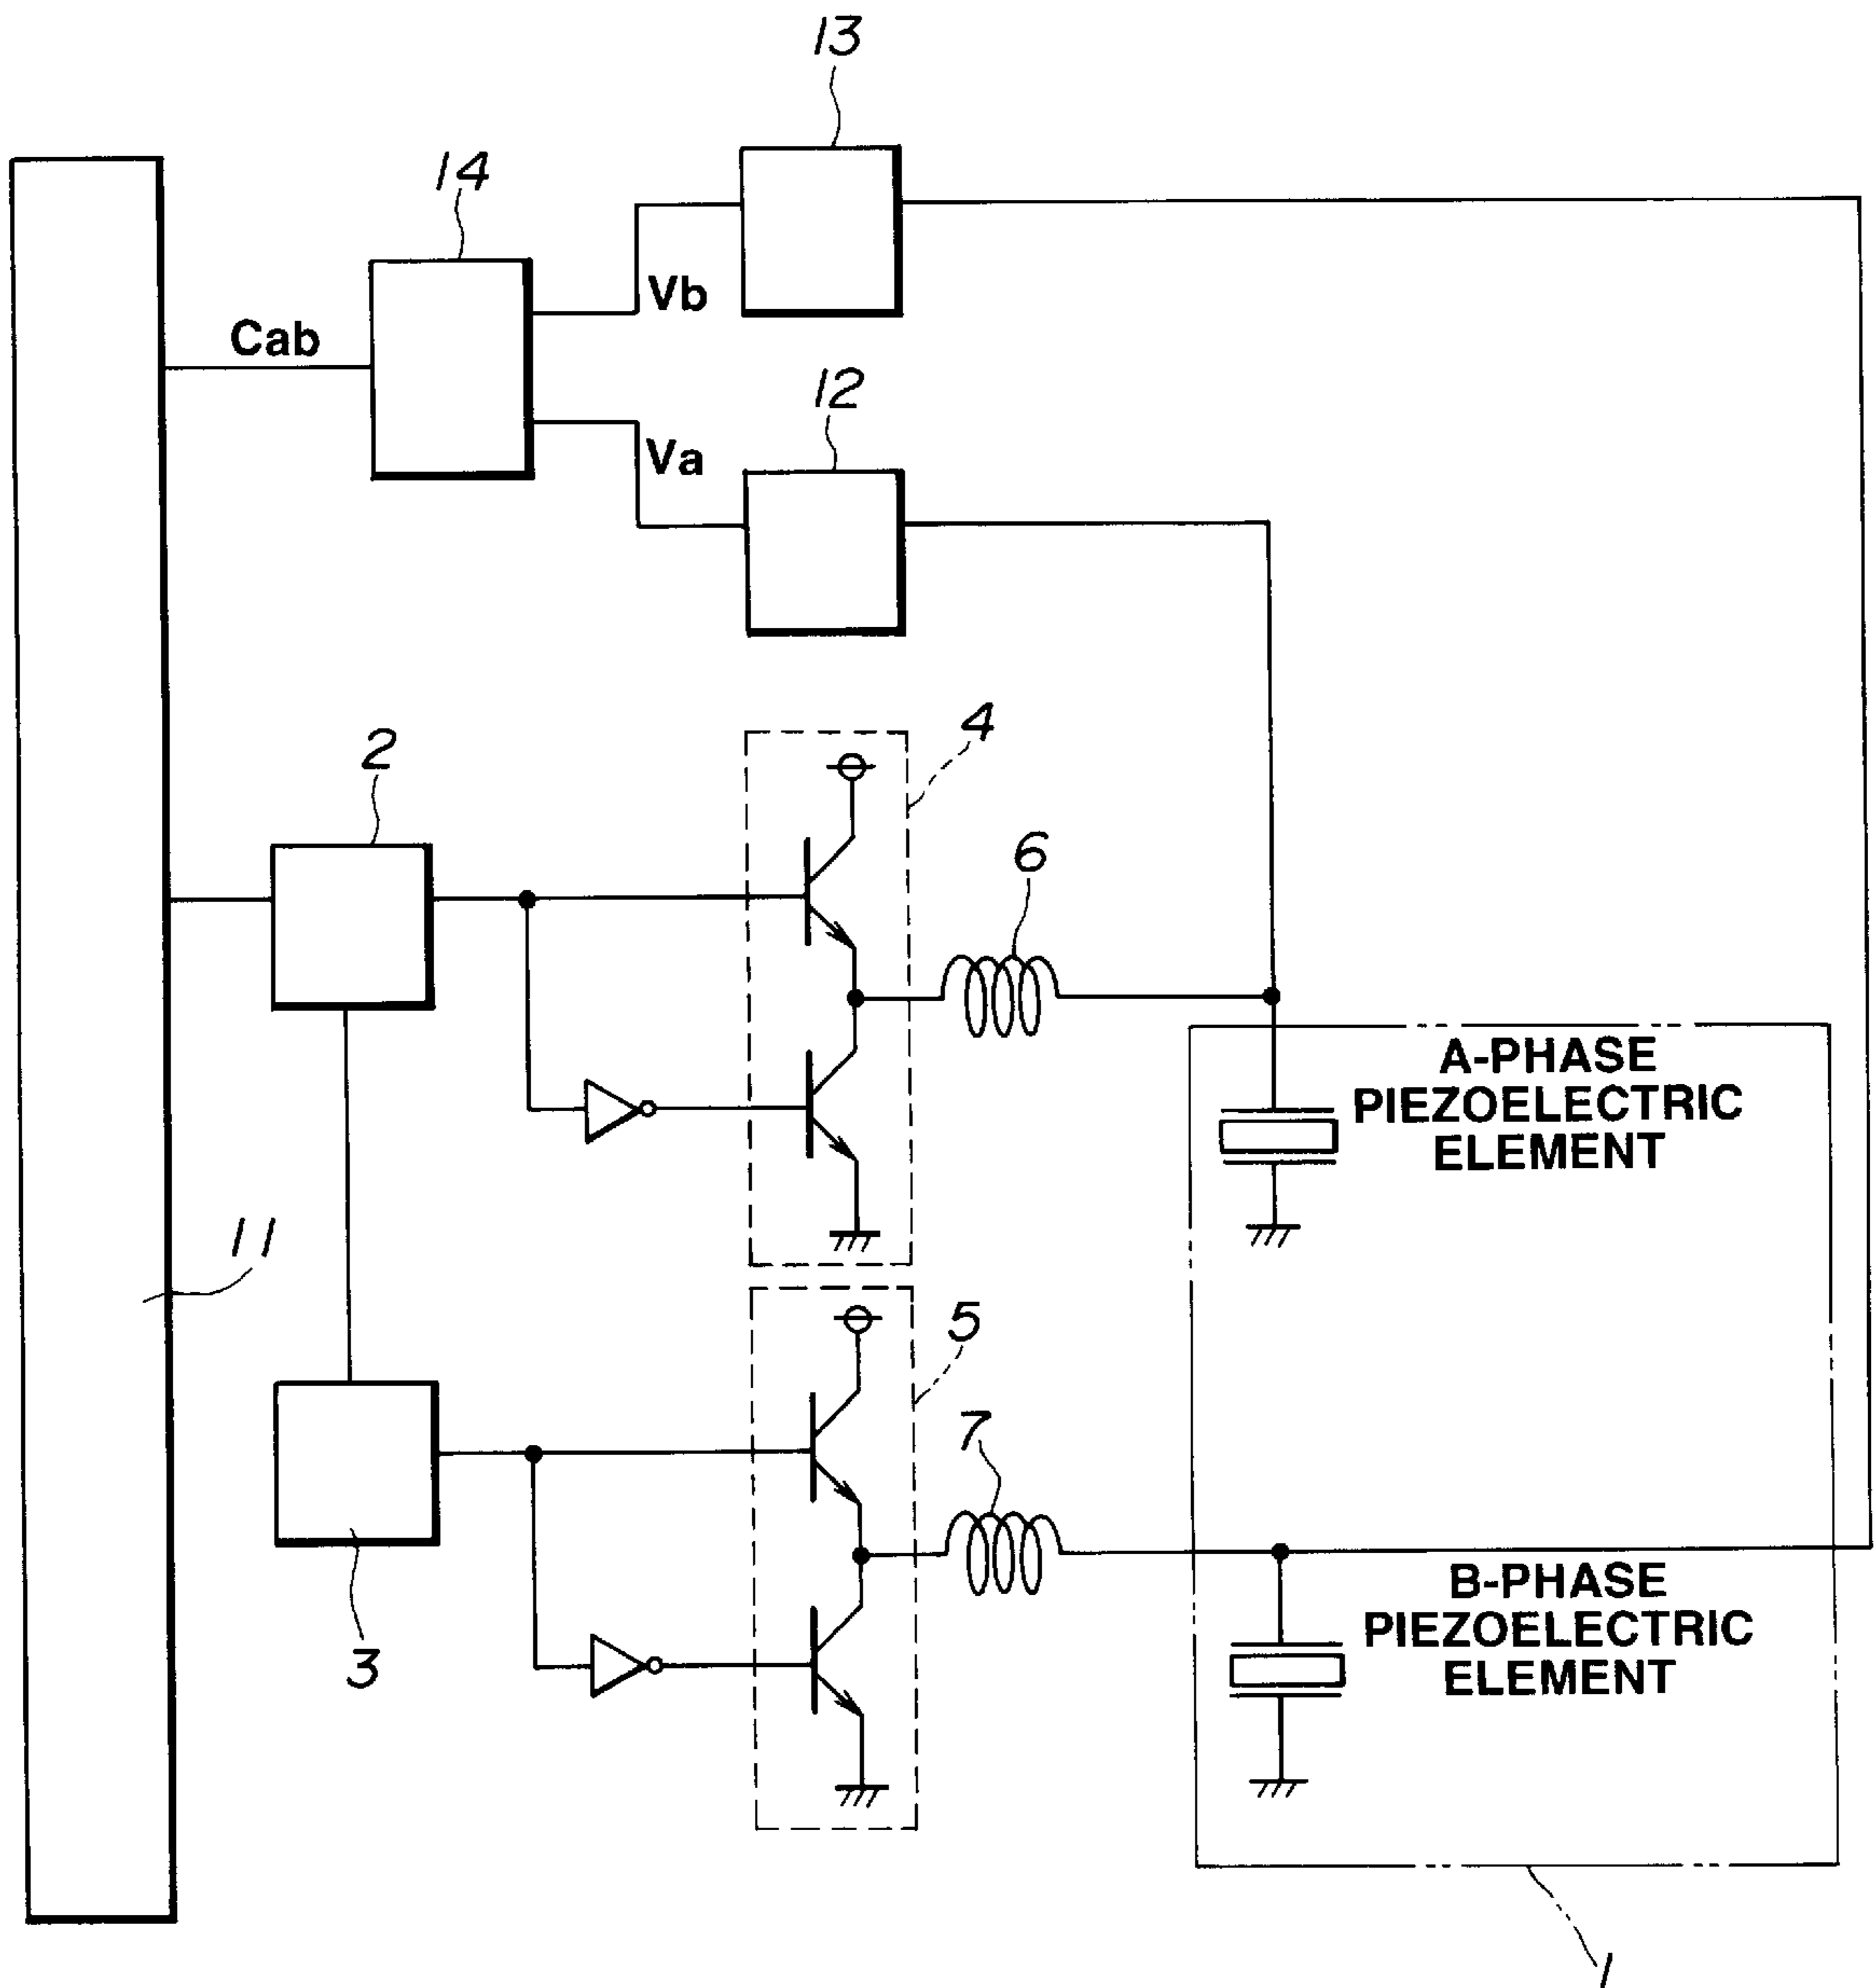 13
14
Vb
Cab
12
Va
4
2
6
A-PHASE
PIEZOELECTRIC
ELEMENT
11
5
7
B-PHASE
PIEZOELECTRIC
ELEMENT
3
1